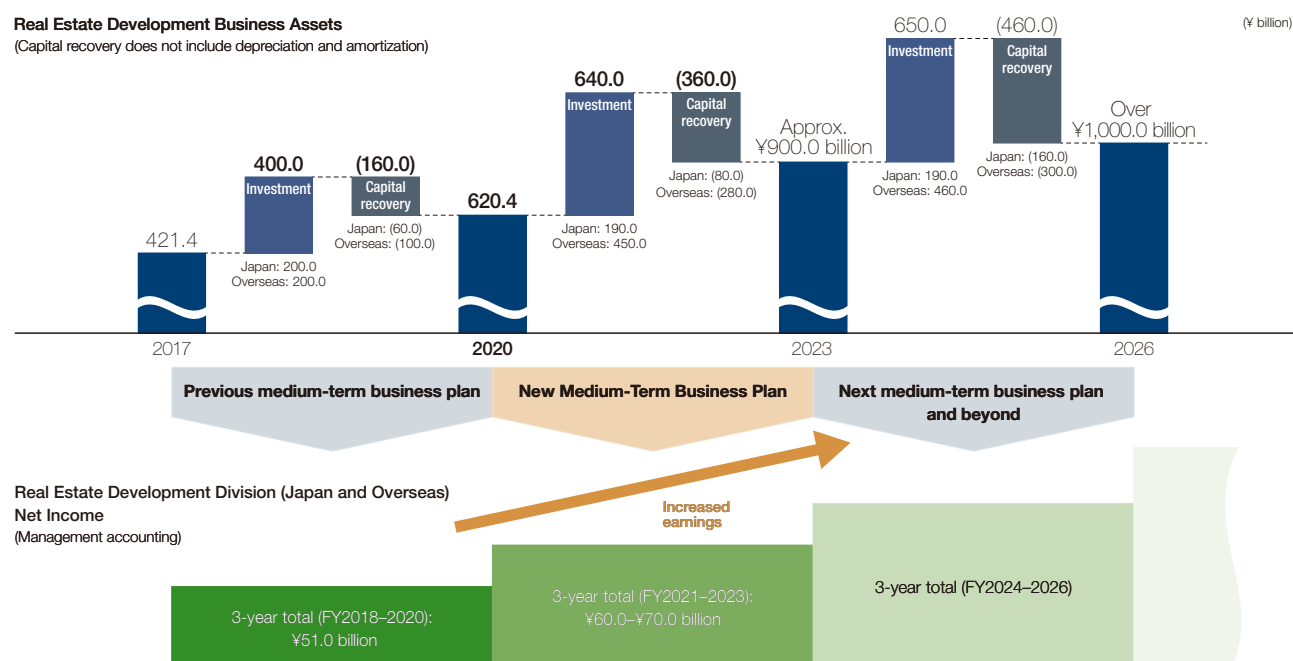 Real Estate Development Business Assets
(Capital recovery does not include depreciation and amortization)
(¥ billion)
421.4
400.0
Investment
Japan: 200.0
Overseas: 200.0
(160.0)
Capital
recovery
Japan: (60.0)
Overseas: (100.0)
620.4
640.0
Investment
Japan: 190.0
Overseas: 450.0
(360.0)
Capital
recovery
Japan: (80.0)
Overseas: (280.0)
Approx.
¥900.0 billion
650.0
Investment
Japan: 190.0
Overseas: 460.0
(460.0)
Capital
recovery
Japan: (160.0)
Overseas: (300.0)
Over
¥1,000.0 billion
2017
2020
2023
2026
Previous medium-term business plan
New Medium-Term Business Plan
Next medium-term business plan
and beyond
Real Estate Development Division (Japan and Overseas)
Net Income
(Management accounting)
Increased
earnings
3-year total (FY2018–2020):
¥51.0 billion
3-year total (FY2021–2023):
¥60.0–¥70.0 billion
3-year total (FY2024–2026)